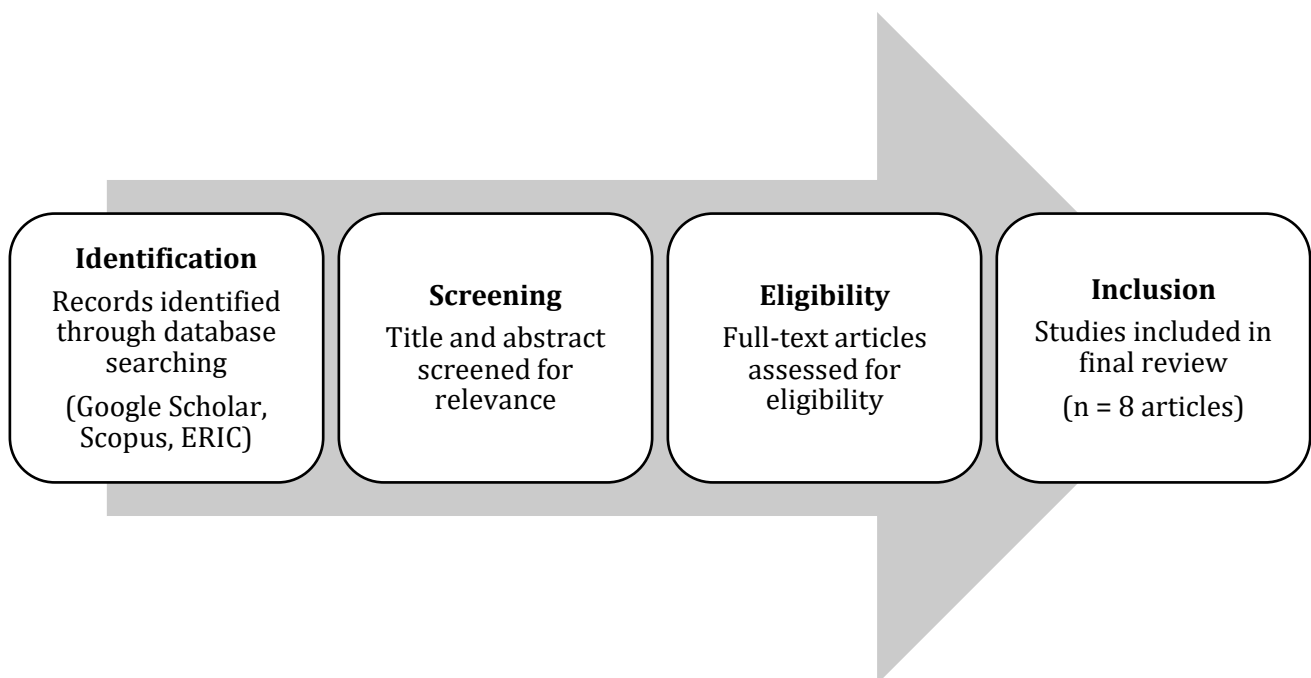 Identification
Records identified
through database
searching
(Google Scholar,
Scopus, ERIC)
Screening
Title and abstract
screened for
relevance
Eligibility
Full-text articles
assessed for
eligibility
Inclusion
Studies included in
final review
(n = 8 articles)